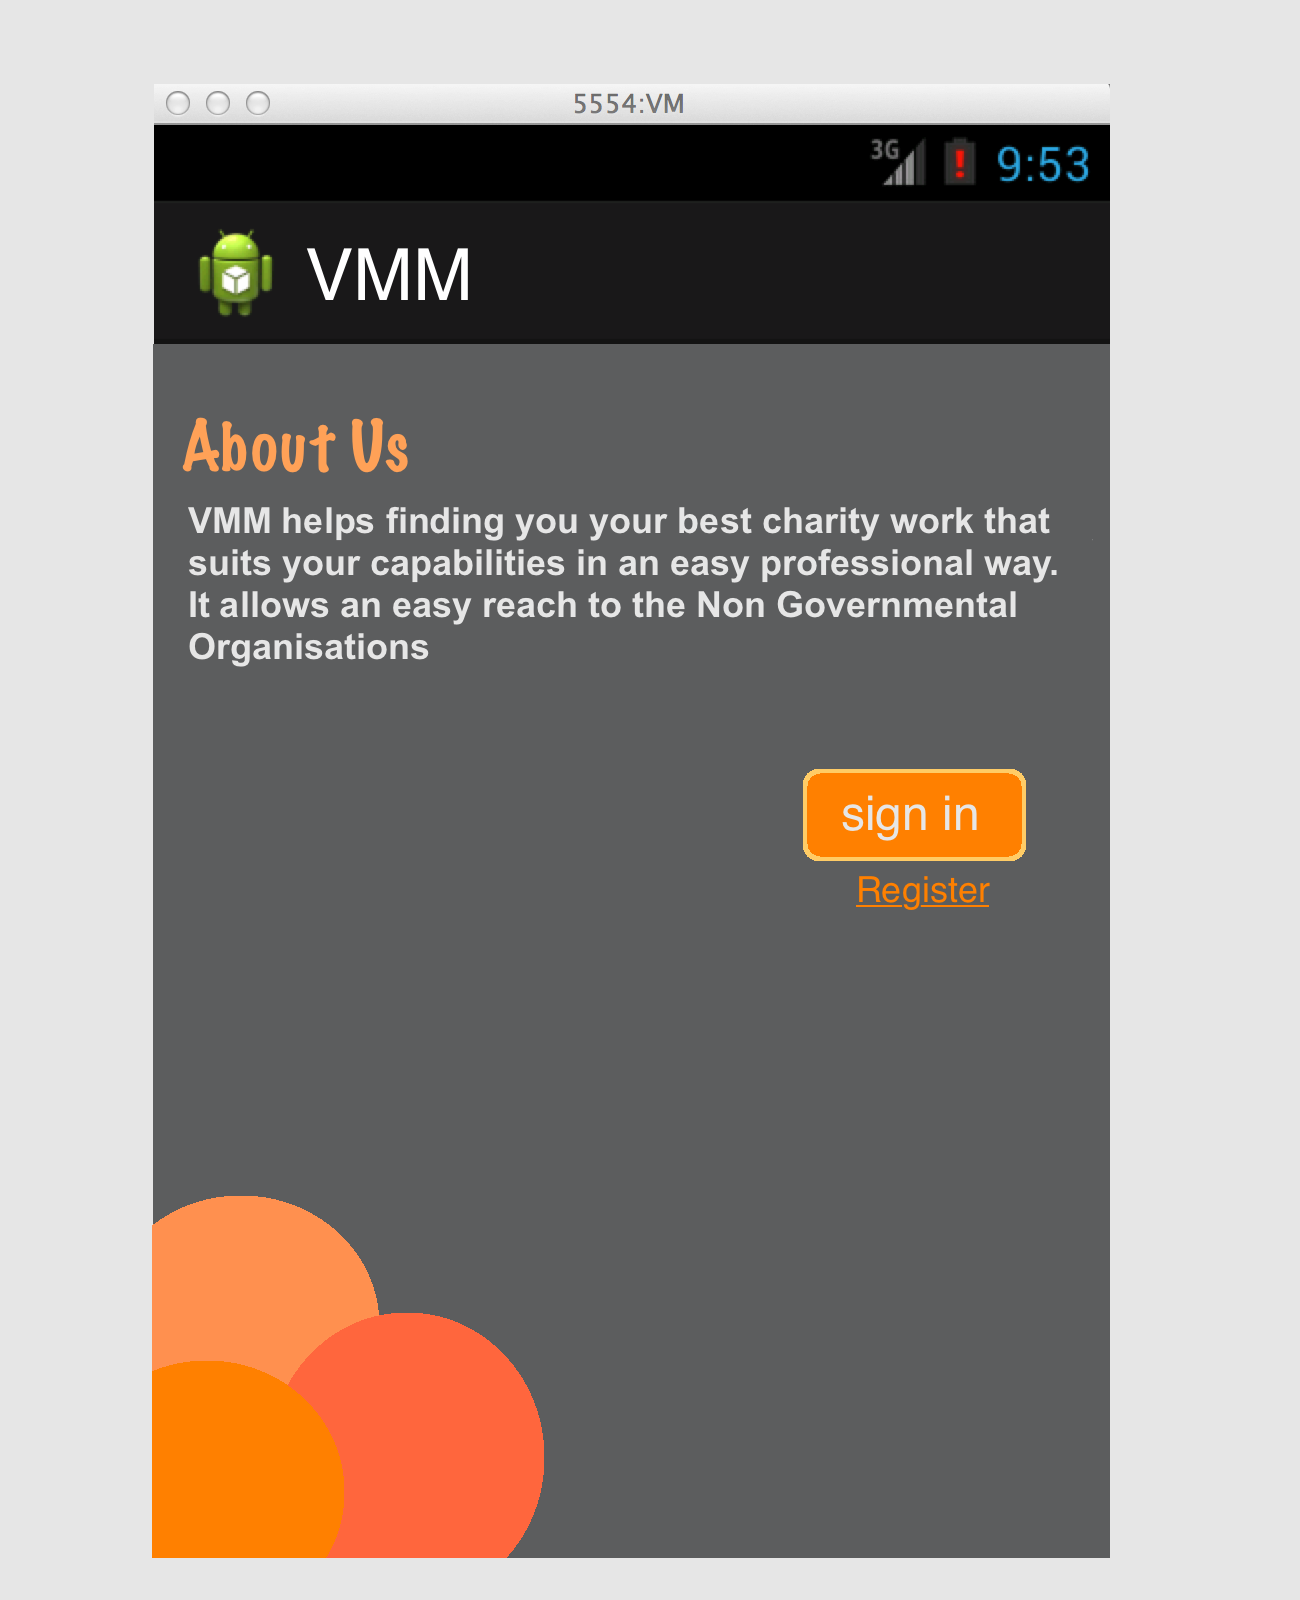 5554:VM
3G 9:53
VMM
About Us
VMM helps finding you your best charity work that
suits your capabilities in an easy professional way.
It allows an easy reach to the Non Governmental
Organisations
sign in
Register